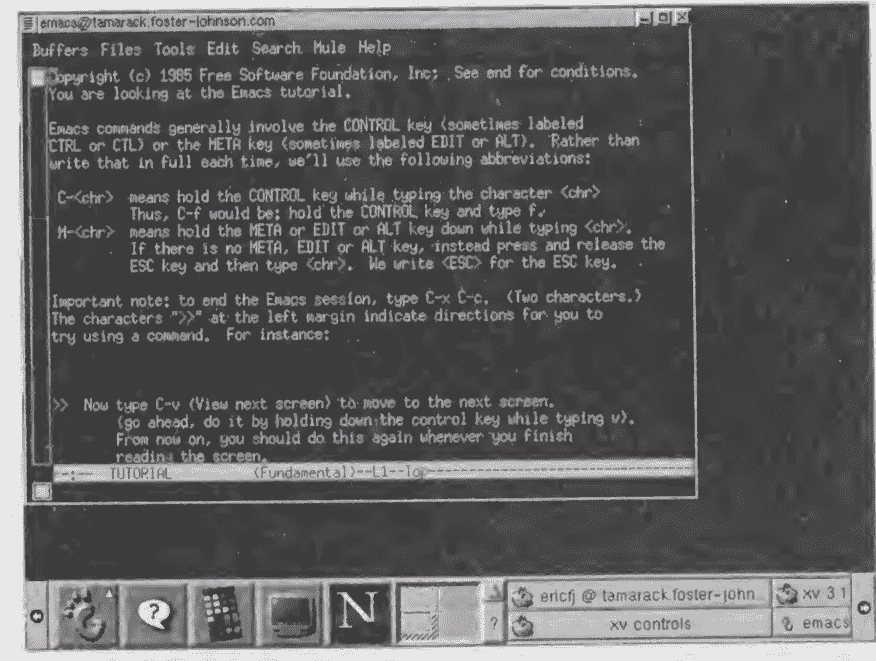 emacs@tamarack.foster-johnson.com
Buffers Files Tools Edit Search Mule Help
Copyright (c) 1985 Free Software Foundation, Inc; See end for conditions.
You are looking at the Emacs tutorial.
Emacs commands generally involve the CONTROL key (sometimes labeled
CTRL or CTL) or the META key (sometimes labeled EDIT or ALT). Rather than
write that in full each time, we'll use the following abbreviations:
C-<chr> means hold the CONTROL key while typing the character <chr>
Thus, C-f would be: hold the CONTROL key and type f.
M-<chr> means hold the META or EDIT or ALT key down while typing <chr>.
If there is no META, EDIT or ALT key, instead press and release the
ESC key and then type <chr>. We write <ESC> for the ESC key.
Important note: to end the Emacs session, type C-x C-c. (Two characters.)
The characters ">>" at the left margin indicate directions for you to
try using a command. For instance:
>> Now type C-v (View next screen) to move to the next screen.
(go ahead, do it by holding down the control key while typing v).
From now on, you should do this again whenever you finish
reading the screen.
--:-- TUTORIAL (Fundamental)--L1--Top--------------------------------
? N ericfj @ tamarack.foster-john xv 3 1
? xv controls emacs